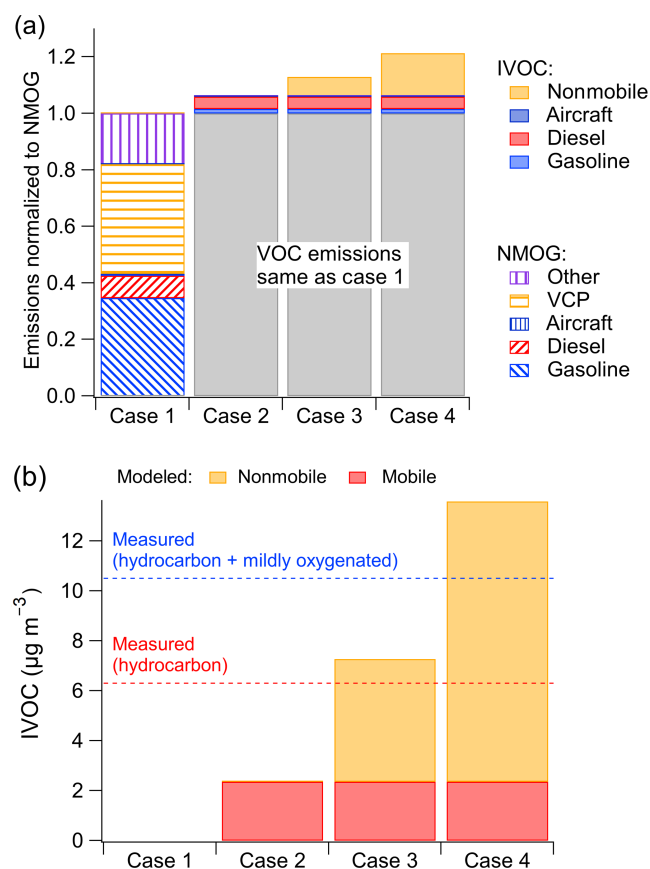 (a)
Emissions normalized to NMOG
1.2
1.0
0.8
0.6
0.4
0.2
0.0
VOC emissions
same as case 1
Case 1
Case 2
Case 3
Case 4
IVOC:
Nonmobile
Aircraft
Diesel
Gasoline
NMOG:
Other
VCP
Aircraft
Diesel
Gasoline
(b)
Modeled: Nonmobile Mobile
IVOC (µg m⁻³)
12
10
8
6
4
2
0
Measured
(hydrocarbon + mildly oxygenated)
Measured
(hydrocarbon)
Case 1
Case 2
Case 3
Case 4